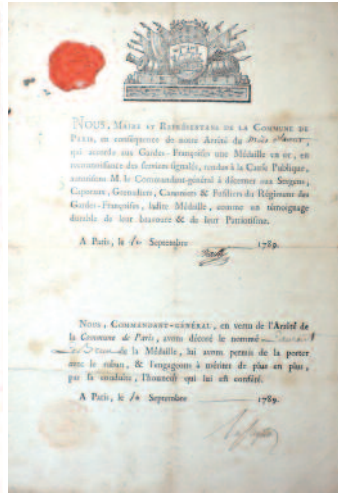 NOUS, MAIRE ET REPRÉSENTANS DE LA COMMUNE DE
PARIS, en conséquence de notre Arrêté du
qui accorde aux Gardes-Françoises une Médaille en or, en
reconnoissance des services signalés, rendus à la Cause Publique,
autorisons M. le Commandant-général à décerner aux Sergens,
Caporaux, Grenadiers, Canoniers & Fusiliers du Régiment des
Gardes-Françoises, ladite Médaille, comme un témoignage
durable de leur bravoure & de leur Patriotisme.
A Paris, le Septembre 1789.
NOUS, COMMANDANT-GÉNÉRAL, en vertu de l'Arrêté de
la Commune de Paris, avons décoré le nommé
de la Médaille, lui avons permis de la porter
avec le ruban, & l'engageons à mériter de plus en plus,
par sa conduite, l'honneur qui lui est conféré.
A Paris, le Septembre 1789.